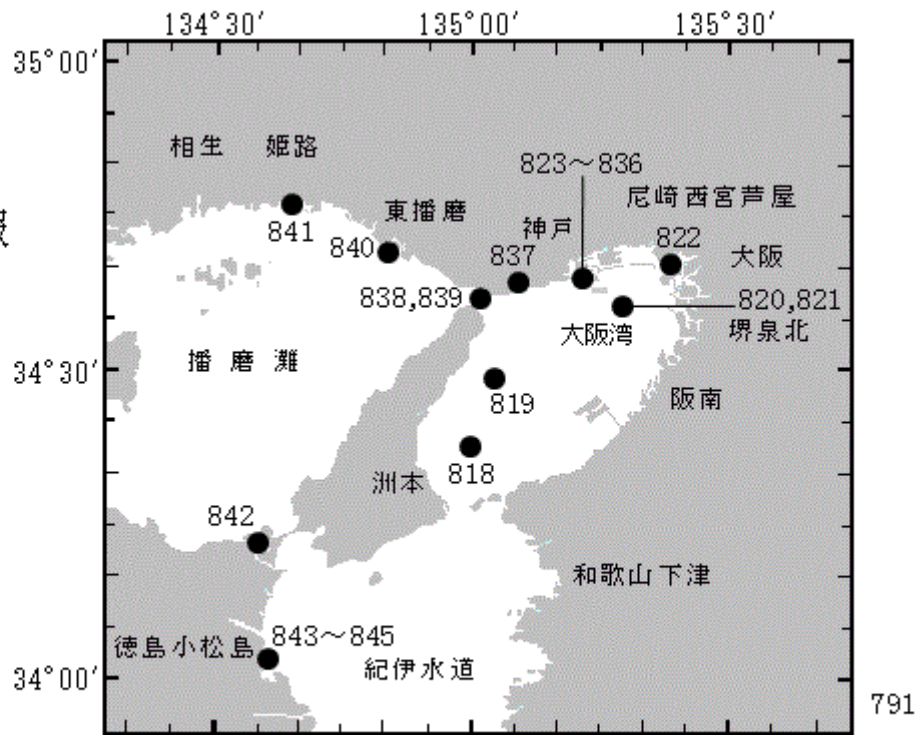 134°30′ 135°00′ 135°30′
35°00′
相生 姫路
823～836
尼崎西宮芦屋
東播磨
神戸
報
841
840
837
822
大阪
838,839
820,821
堺泉北
大阪湾
播磨灘
34°30′
819
阪南
818
洲本
842
和歌山下津
843～845
徳島小松島
紀伊水道
34°00′
791